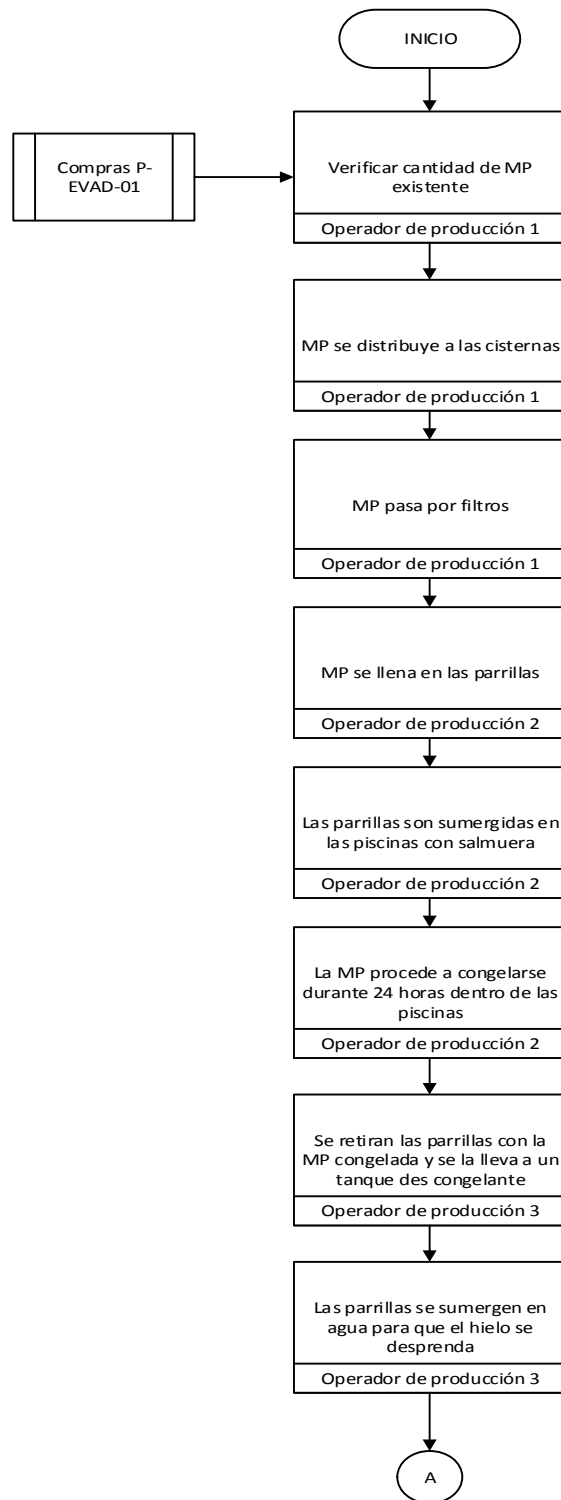 INICIO
Compras P-
EVAD-01
Verificar cantidad de MP
existente
Operador de producción 1
MP se distribuye a las cisternas
Operador de producción 1
MP pasa por filtros
Operador de producción 1
MP se llena en las parrillas
Operador de producción 2
Las parrillas son sumergidas en
las piscinas con salmuera
Operador de producción 2
La MP procede a congelarse
durante 24 horas dentro de las
piscinas
Operador de producción 2
Se retiran las parrillas con la
MP congelada y se la lleva a un
tanque des congelante
Operador de producción 3
Las parrillas se sumergen en
agua para que el hielo se
desprenda
Operador de producción 3
A